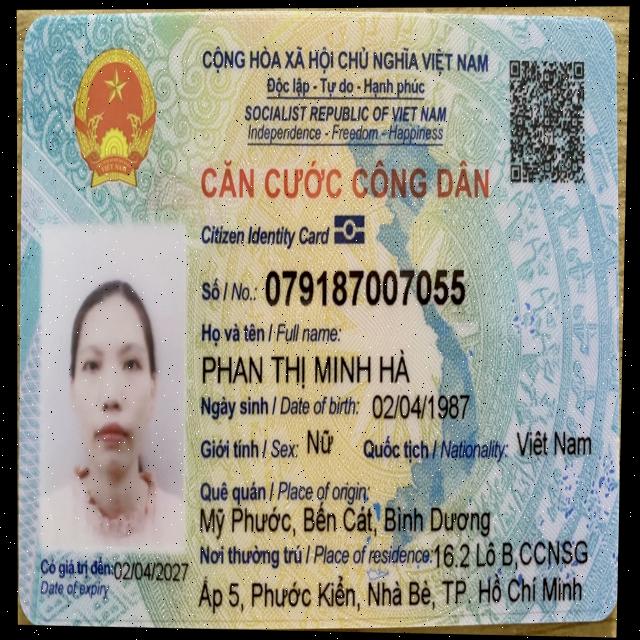 CỘNG HÒA XÃ HỘI CHỦ NGHĨA VIỆT NAM
Độc lập - Tự do - Hạnh phúc
SOCIALIST REPUBLIC OF VIET NAM
Independence - Freedom - Happiness
CĂN CƯỚC CÔNG DÂN
Citizen Identity Card
Số / No.: 079187007055
Họ và tên / Full name:
PHAN THỊ MINH HÀ
Ngày sinh / Date of birth: 02/04/1987
Giới tính / Sex: Nữ Quốc tịch / Nationality: Việt Nam
Quê quán / Place of origin:
Mỹ Phước, Bến Cát, Bình Dương
Nơi thường trú / Place of residence: 16.2 Lô B,CCNSG
Ấp 5, Phước Kiển, Nhà Bè, TP. Hồ Chí Minh
Có giá trị đến: 02/04/2027
Date of expiry
VIỆT NAM